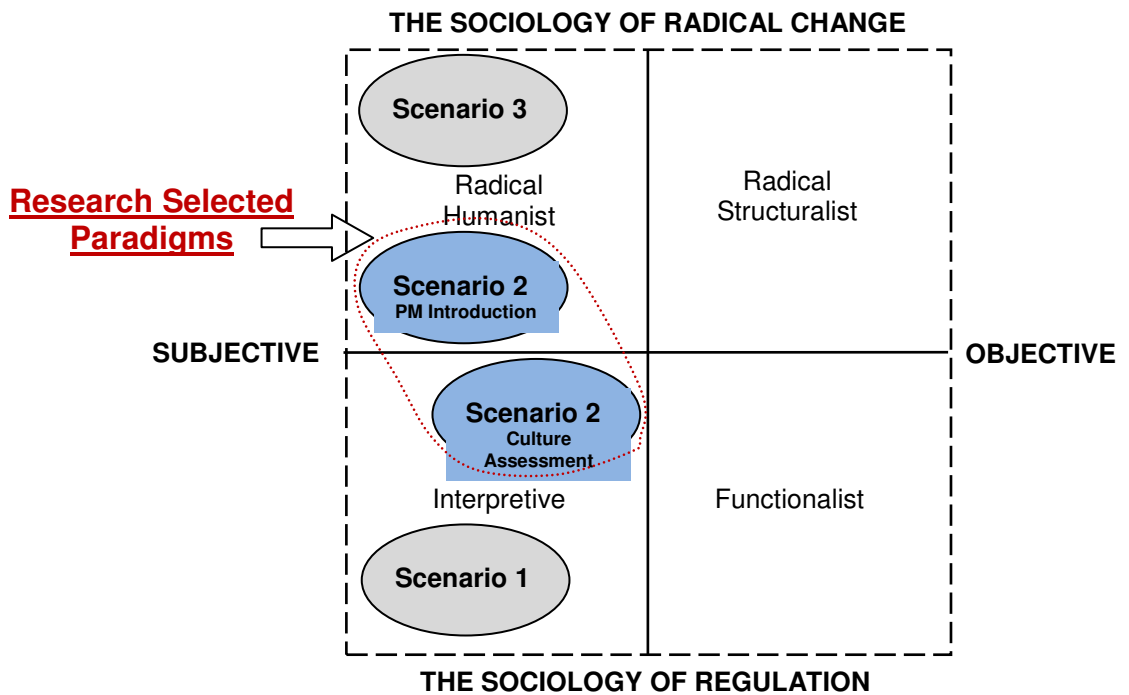 THE SOCIOLOGY OF RADICAL CHANGE
Scenario 3
Radical
Humanist
Radical
Structuralist
Research Selected
Paradigms
Scenario 2
PM Introduction
SUBJECTIVE
OBJECTIVE
Scenario 2
Culture
Assessment
Interpretive
Functionalist
Scenario 1
THE SOCIOLOGY OF REGULATION